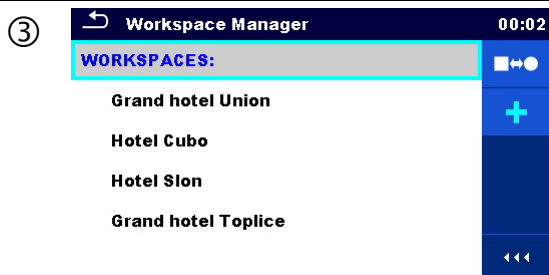 ③
Workspace Manager 00:02
WORKSPACES:
Grand hotel Union
Hotel Cubo
Hotel Slon
Grand hotel Toplice